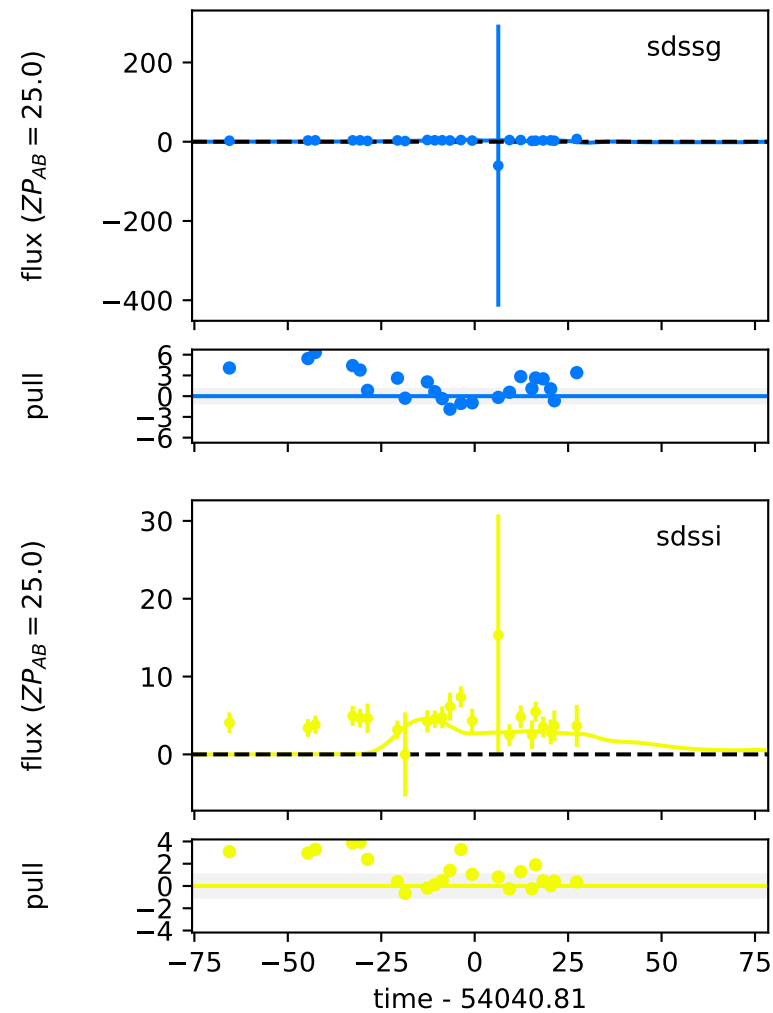 sdssg
flux (ZP_AB = 25.0)
200
0
−200
−400
pull
6
3
0
−3
−6
sdssi
flux (ZP_AB = 25.0)
30
20
10
0
pull
4
2
0
−2
−4
−75 −50 −25 0 25 50 75
time - 54040.81